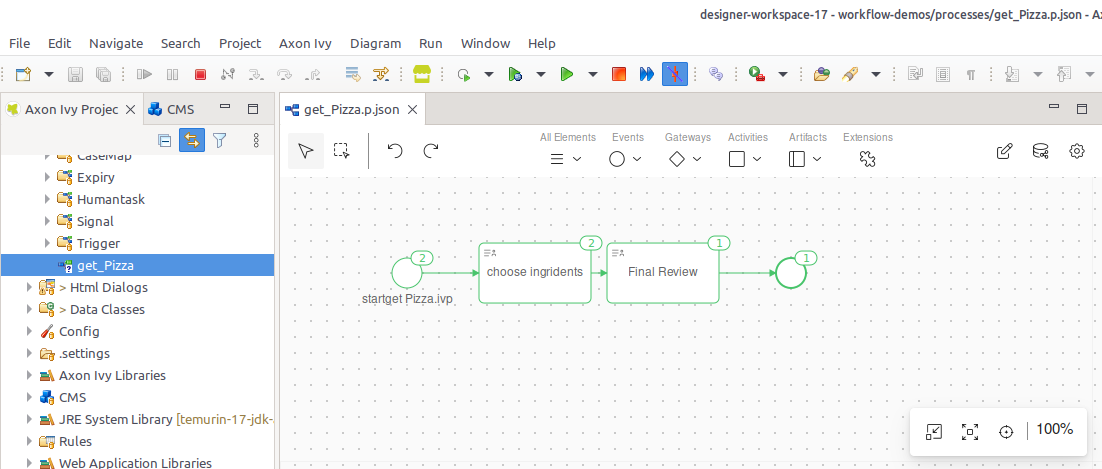 designer-workspace-17 - workflow-demos/processes/get_Pizza.p.json - A
File Edit Navigate Search Project Axon Ivy Diagram Run Window Help
Axon Ivy Projec CMS
get_Pizza.p.json
All Elements Events Gateways Activities Artifacts Extensions
CaseMap
Expiry
Humantask
Signal
Trigger
get_Pizza
> Html Dialogs
> Data Classes
Config
.settings
Axon Ivy Libraries
CMS
JRE System Library [temurin-17-jdk-
Rules
Web Application Libraries
2 2 1 1
choose ingridents
Final Review
startget Pizza.ivp
100%